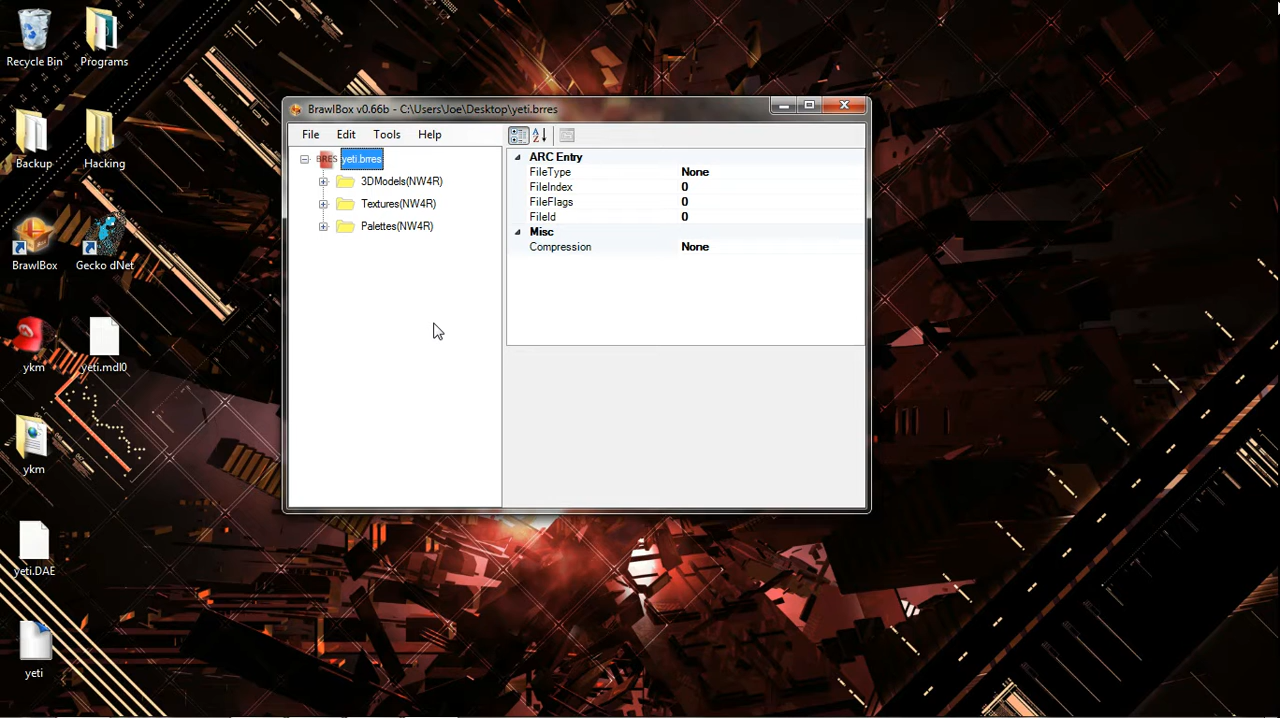 Recycle Bin
Programs
Backup
Hacking
BrawlBox
Gecko dNet
ykm
yeti.mdl0
ykm
yeti.DAE
yeti
BrawlBox v0.66b - C:\Users\Joe\Desktop\yeti.brres
File Edit Tools Help
BRES yeti.brres
3DModels(NW4R)
Textures(NW4R)
Palettes(NW4R)
ARC Entry
FileType None
FileIndex 0
FileFlags 0
FileId 0
Misc
Compression None